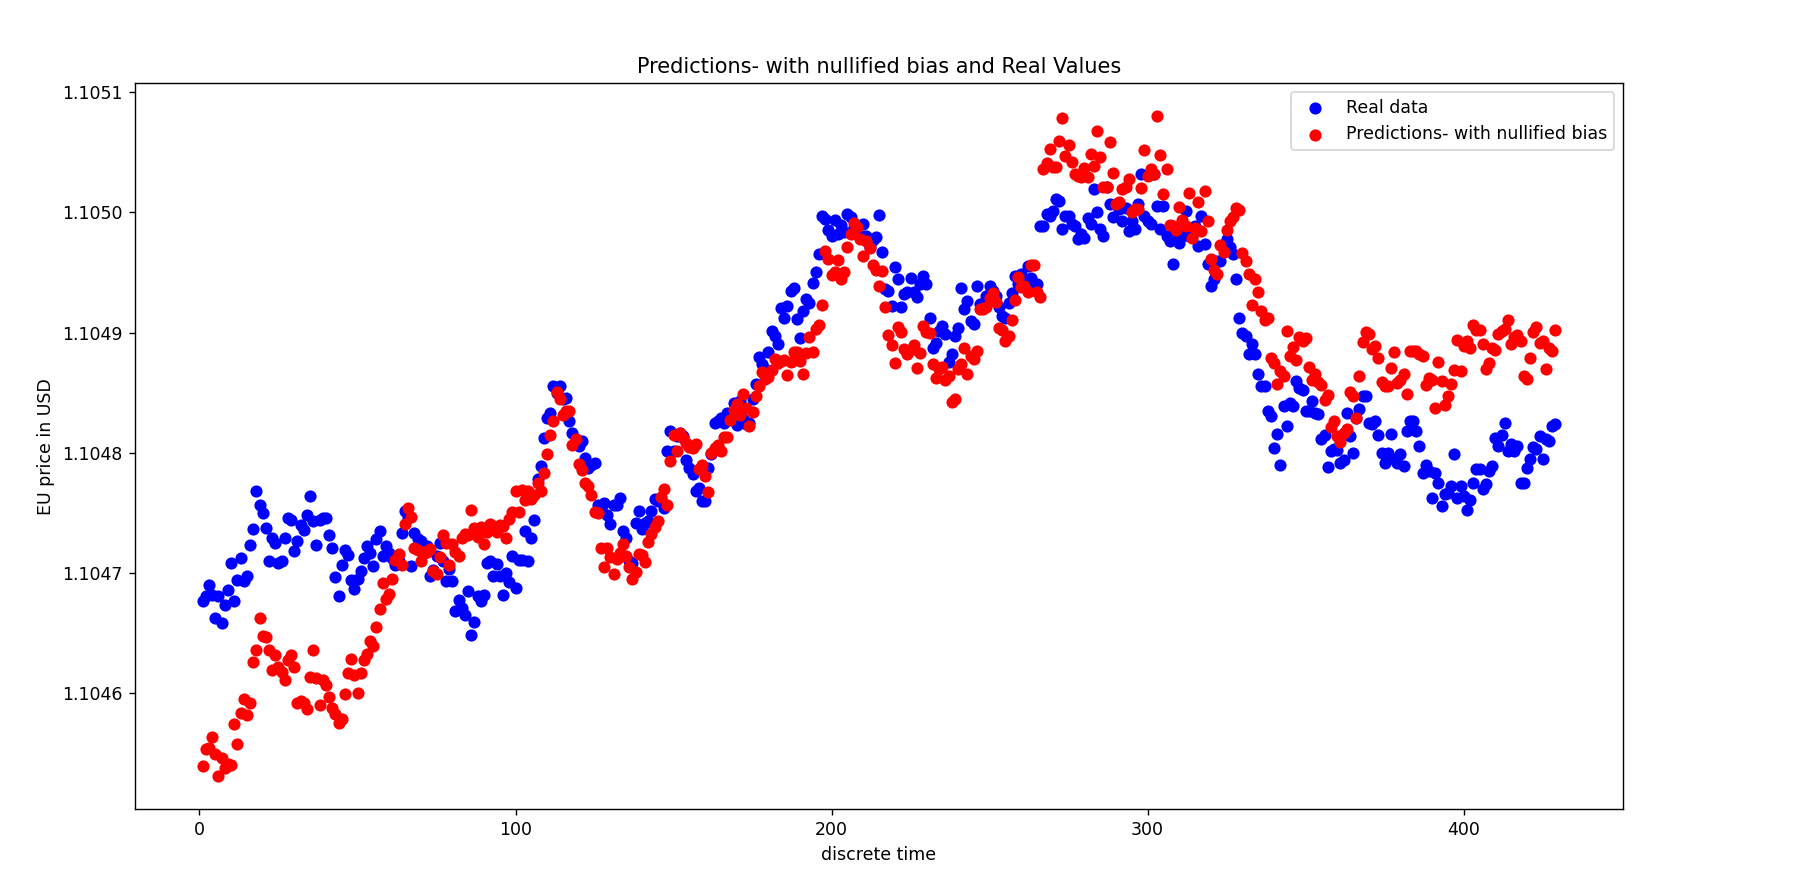 Predictions- with nullified bias and Real Values
Real data
Predictions- with nullified bias
EU price in USD
1.1051
1.1050
1.1049
1.1048
1.1047
1.1046
0
100
200
300
400
discrete time